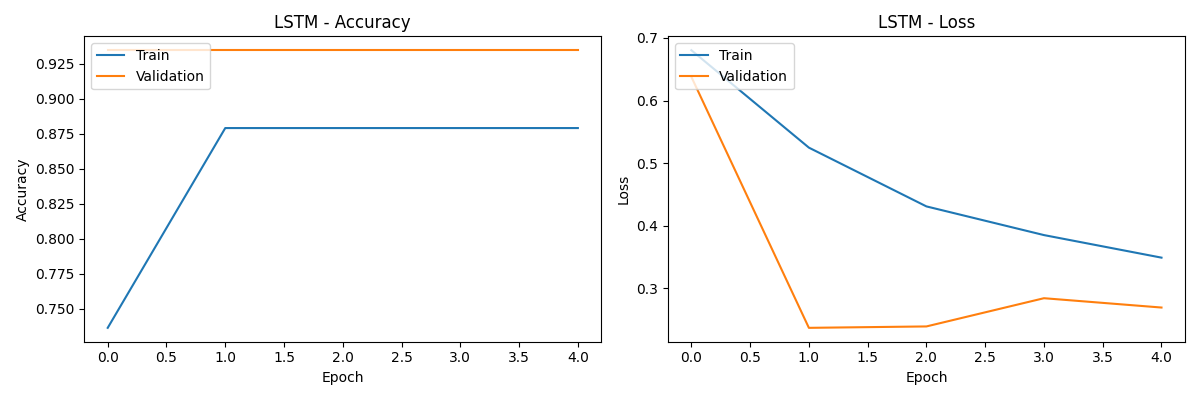 LSTM - Accuracy
Train
Validation
0.925
0.900
0.875
0.850
0.825
0.800
0.775
0.750
Accuracy
0.0 0.5 1.0 1.5 2.0 2.5 3.0 3.5 4.0
Epoch
LSTM - Loss
Train
Validation
0.7
0.6
0.5
0.4
0.3
Loss
0.0 0.5 1.0 1.5 2.0 2.5 3.0 3.5 4.0
Epoch